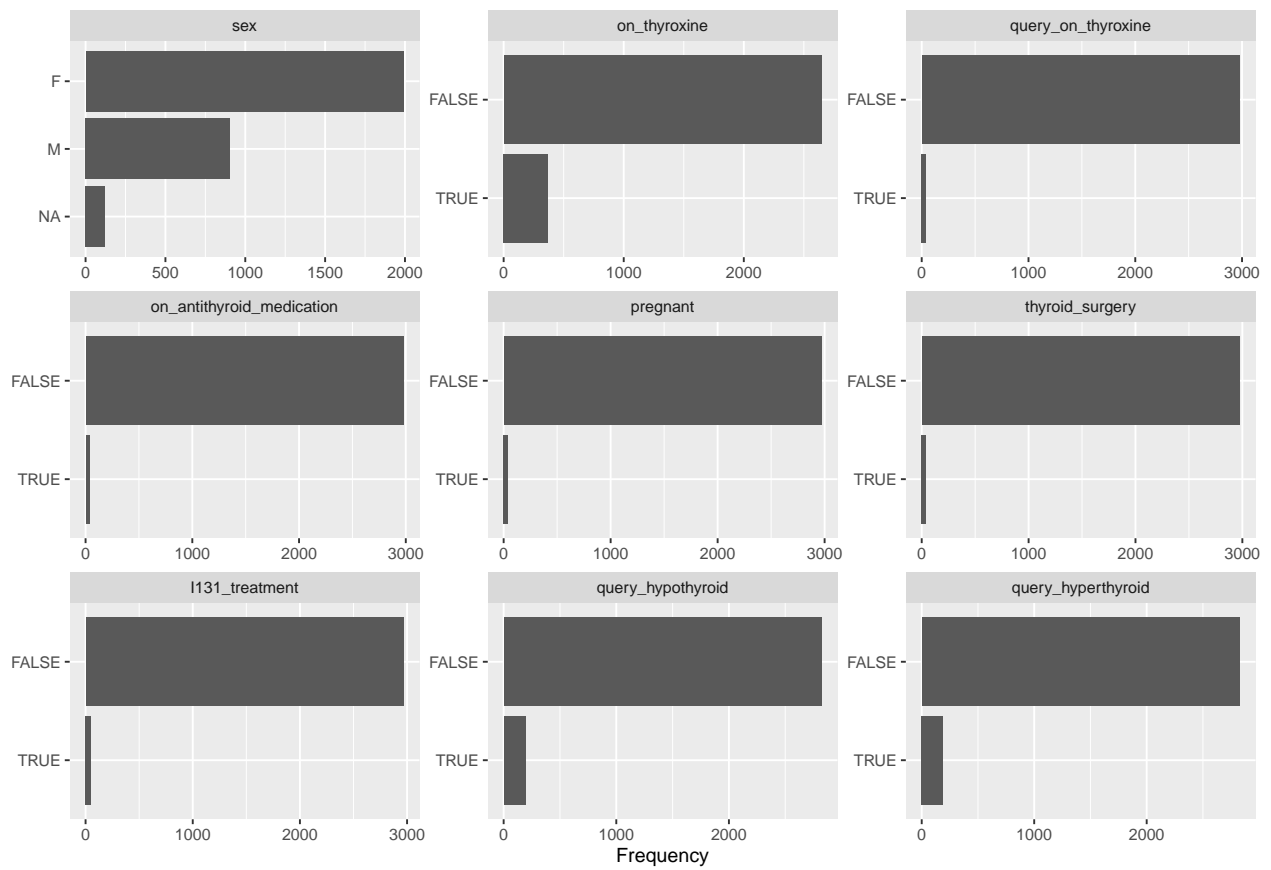 sex
on_thyroxine
query_on_thyroxine
F
M
NA
FALSE
TRUE
FALSE
TRUE
0 500 1000 1500 2000
0 1000 2000
0 1000 2000 3000
on_antithyroid_medication
pregnant
thyroid_surgery
FALSE
TRUE
FALSE
TRUE
FALSE
TRUE
0 1000 2000 3000
0 1000 2000 3000
0 1000 2000 3000
I131_treatment
query_hypothyroid
query_hyperthyroid
FALSE
TRUE
FALSE
TRUE
FALSE
TRUE
0 1000 2000 3000
0 1000 2000
0 1000 2000
Frequency